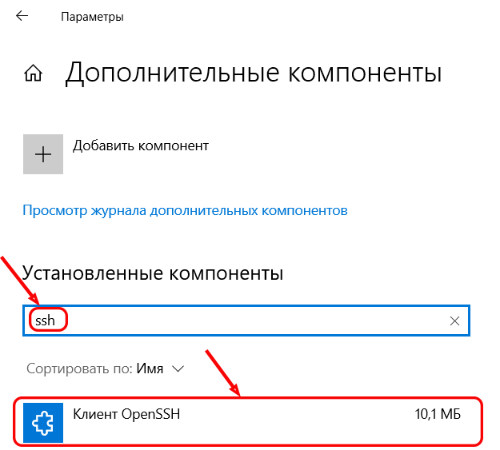 Параметры
Дополнительные компоненты
Добавить компонент
Просмотр журнала дополнительных компонентов
Установленные компоненты
ssh
Сортировать по: Имя
Клиент OpenSSH 10,1 МБ